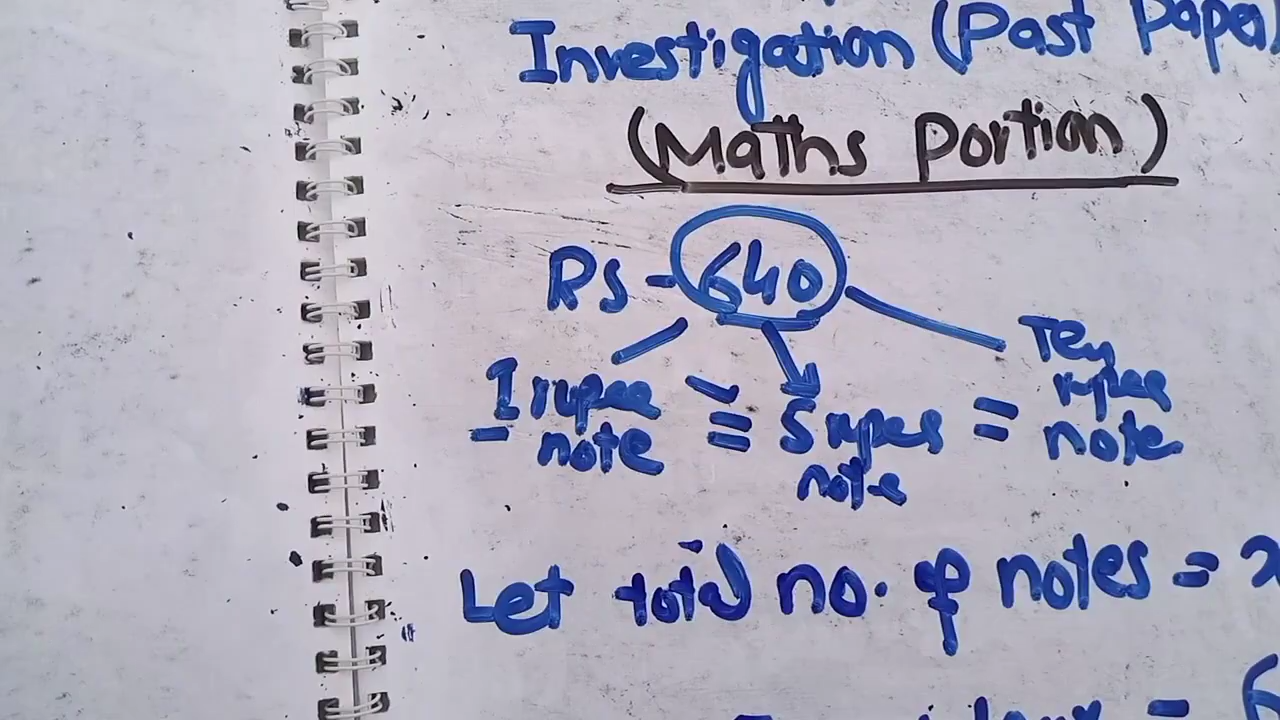 Investigation (Past Paper)
(Maths Portion)
Rs - 640
1 rupee note = 5 rupee note = Ten rupee note
Let total no. of notes = x